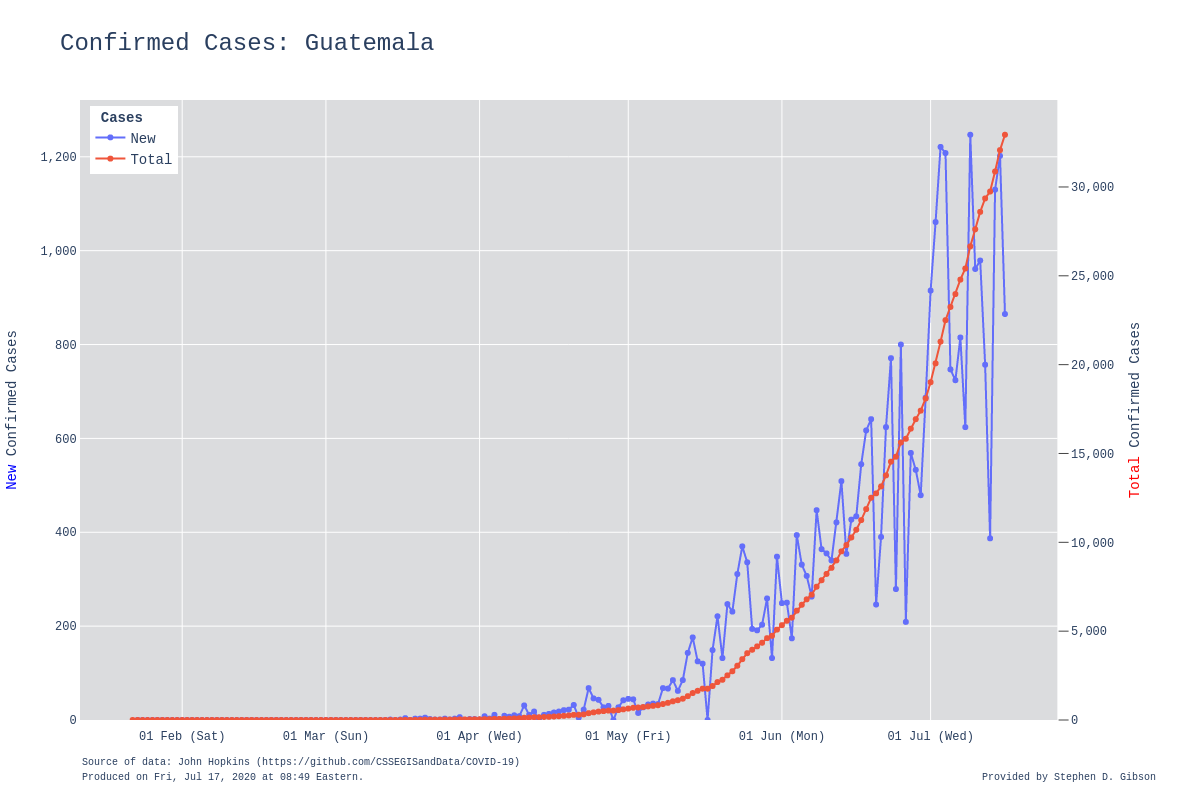 Confirmed Cases: Guatemala
Cases
New
Total
1,200
1,000
800
600
400
200
0
30,000
25,000
20,000
15,000
10,000
5,000
0
New Confirmed Cases
Total Confirmed Cases
01 Feb (Sat)
01 Mar (Sun)
01 Apr (Wed)
01 May (Fri)
01 Jun (Mon)
01 Jul (Wed)
Source of data: John Hopkins (https://github.com/CSSEGISandData/COVID-19)
Produced on Fri, Jul 17, 2020 at 08:49 Eastern.
Provided by Stephen D. Gibson